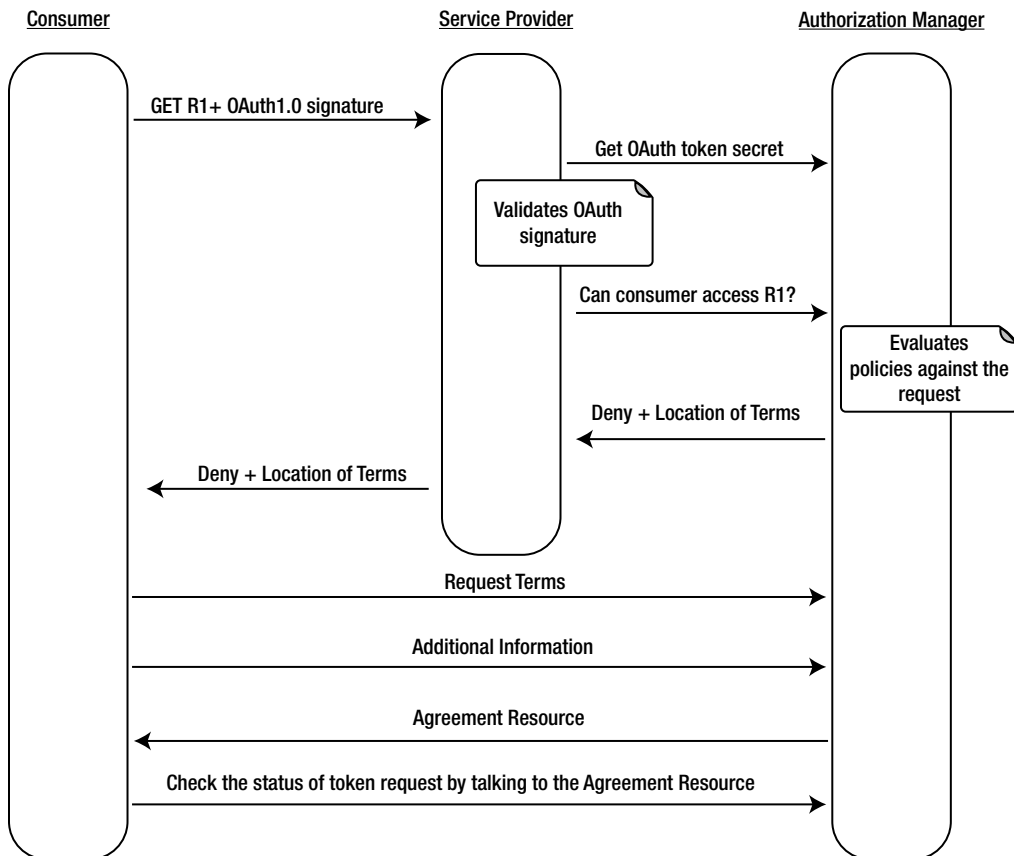 Consumer
Service Provider
Authorization Manager
GET R1+ OAuth1.0 signature
Get OAuth token secret
Validates OAuth
signature
Can consumer access R1?
Evaluates
policies against the
request
Deny + Location of Terms
Deny + Location of Terms
Request Terms
Additional Information
Agreement Resource
Check the status of token request by talking to the Agreement Resource